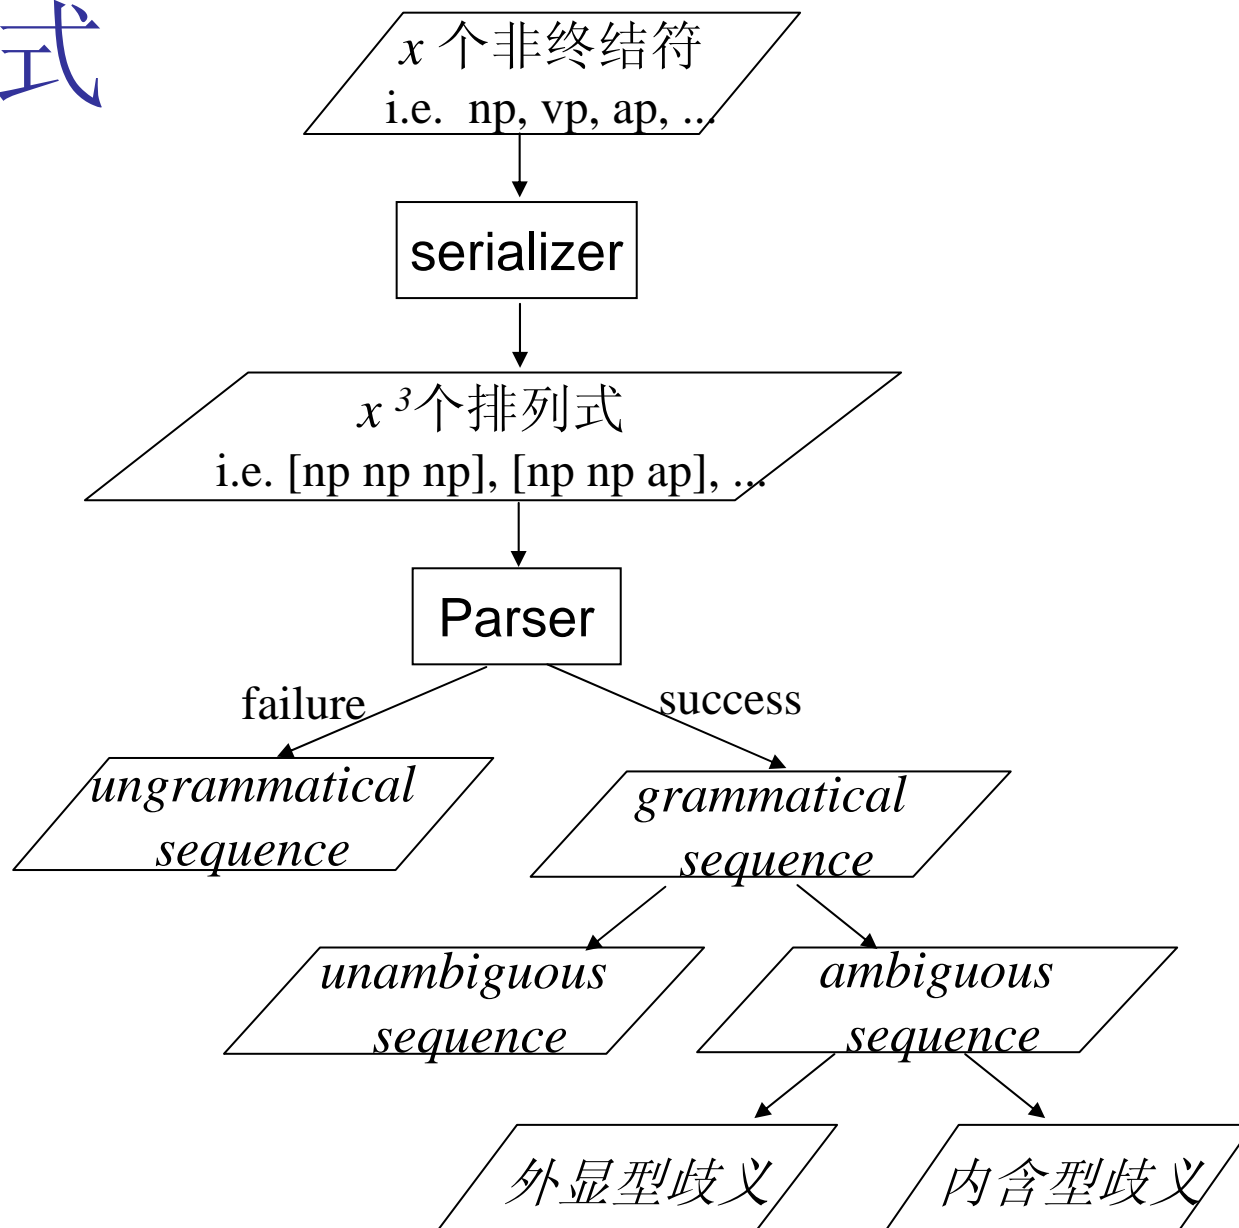 式
x 个非终结符
i.e. np, vp, ap, ...
serializer
x ³个排列式
i.e. [np np np], [np np ap], ...
Parser
failure
success
ungrammatical
sequence
grammatical
sequence
unambiguous
sequence
ambiguous
sequence
外显型歧义
内含型歧义